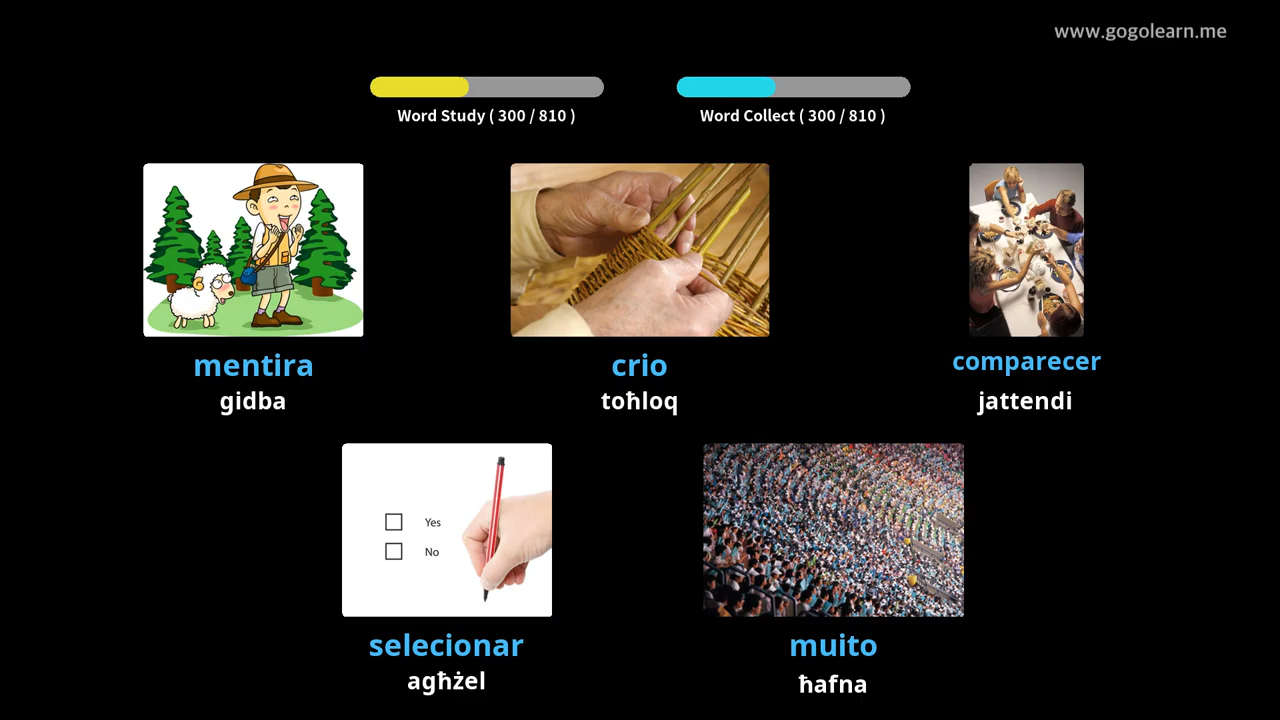 www.gogolearn.me
Word Study ( 300 / 810 )
Word Collect ( 300 / 810 )
mentira
gidba
crio
toħloq
comparecer
jattendi
Yes
No
selecionar
agħżel
muito
ħafna